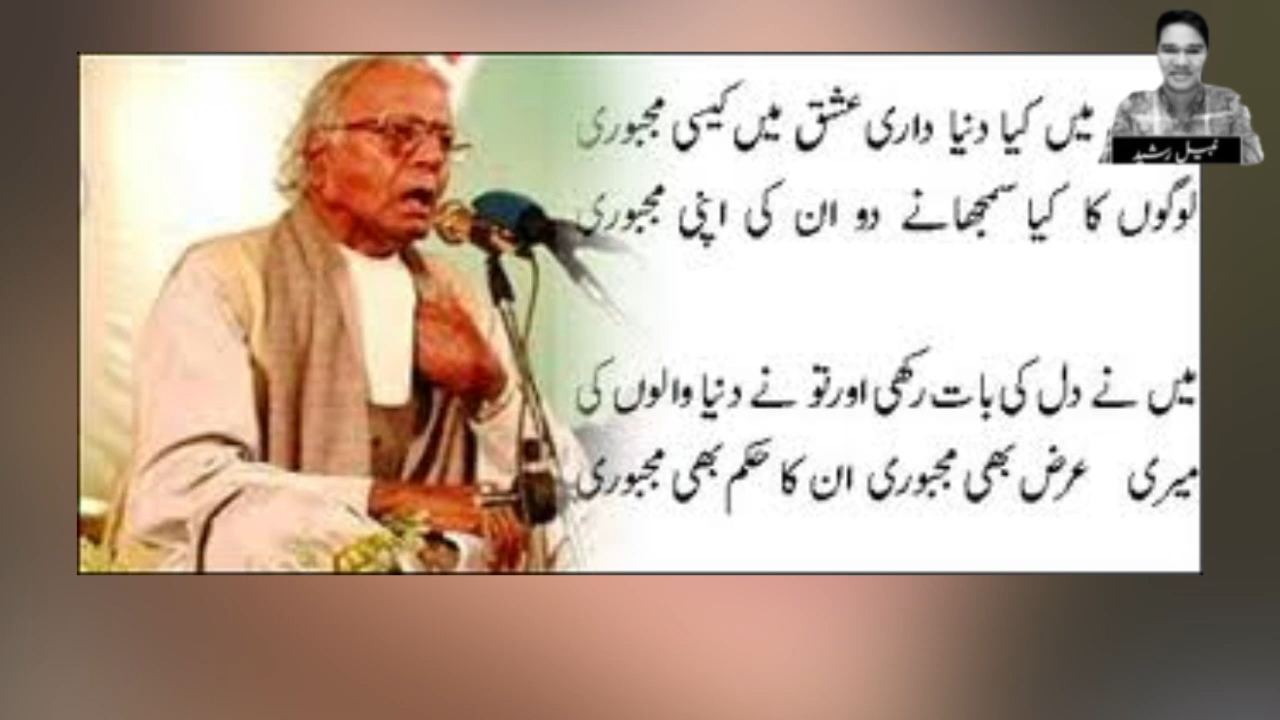 میں کیا دنیا داری عشق میں کیسی مجبوری
لوگوں کا کیا سمجھانے دو ان کی اپنی مجبوری
میں نے دل کی بات رکھی اور تو نے دنیا والوں کی
میری عرض بھی مجبوری ان کا حکم بھی مجبوری
نبیل رشید